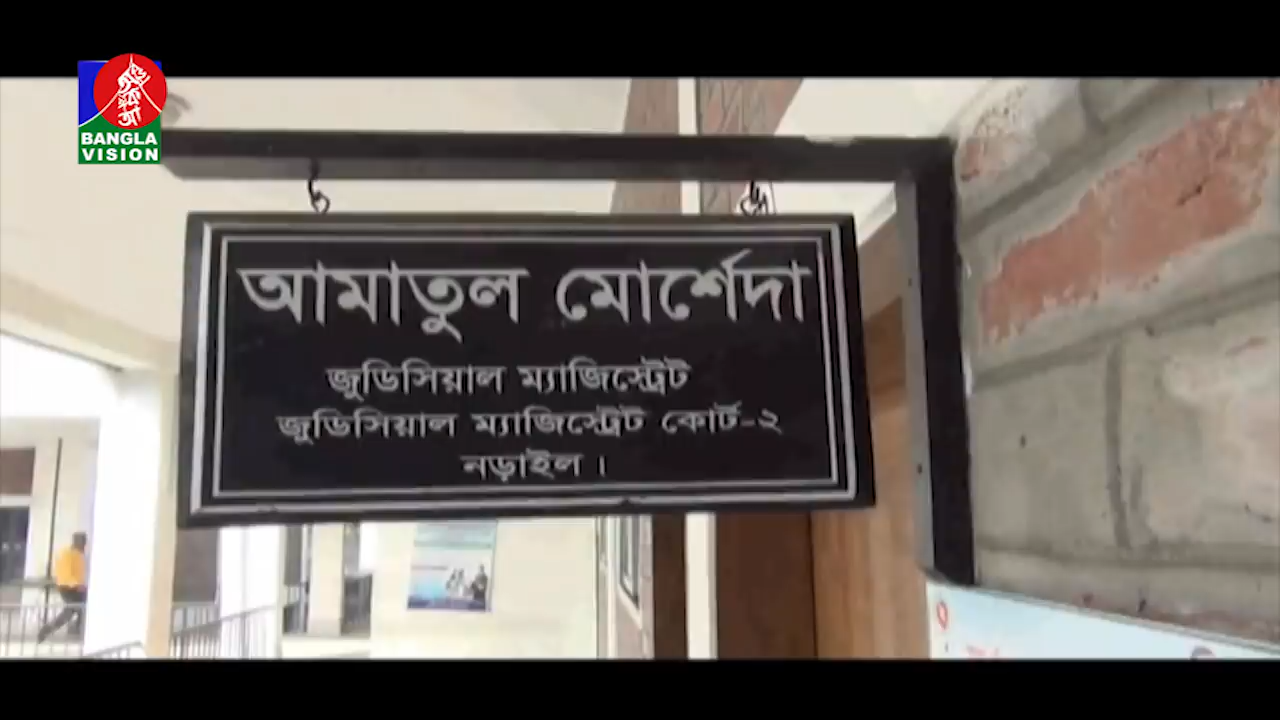 BANGLA
VISION
আমাতুল মোর্শেদা
জুডিসিয়াল ম্যাজিস্ট্রেট
জুডিসিয়াল ম্যাজিস্ট্রেট কোর্ট-২
নড়াইল ।